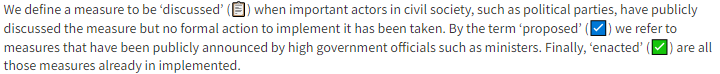 We define a measure to be ‘discussed’ (📋) when important actors in civil society, such as political parties, have publicly
discussed the measure but no formal action to implement it has been taken. By the term ‘proposed’ (☑) we refer to
measures that have been publicly announced by high government officials such as ministers. Finally, ‘enacted’ (✅) are all
those measures already in implemented.